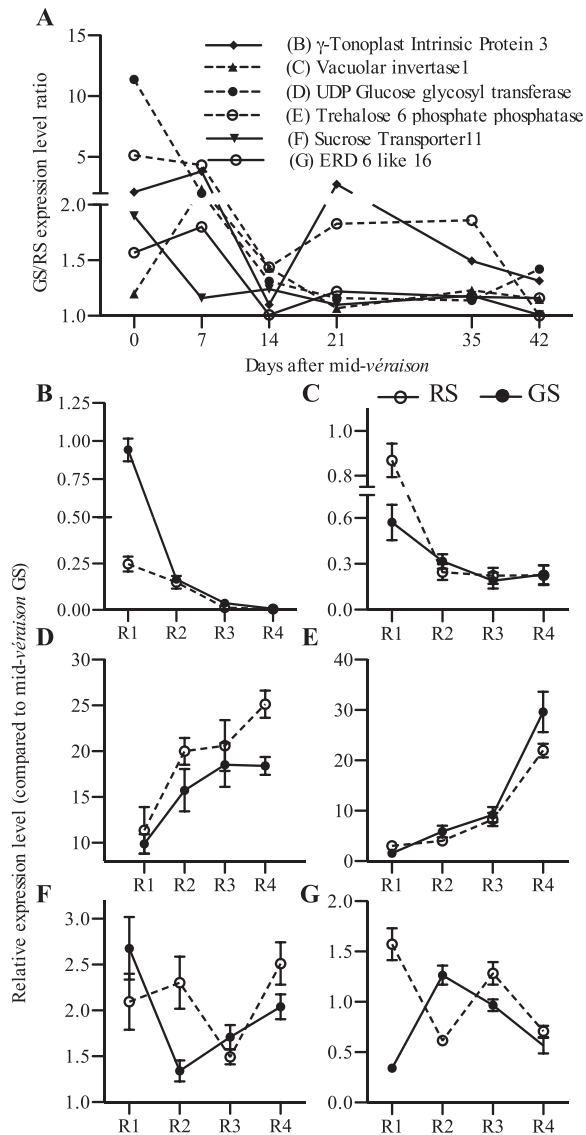 A
15
10
5
2.0
1.5
1.0
GS/RS expression level ratio
(B) γ-Tonoplast Intrinsic Protein 3
(C) Vacuolar invertase1
(D) UDP Glucose glycosyl transferase
(E) Trehalose 6 phosphate phosphatase
(F) Sucrose Transporter11
(G) ERD 6 like 16
0 7 14 21 35 42
Days after mid-véraison
Relative expression level (compared to mid-véraison GS)
B
1.25
1.00
0.75
0.50
0.25
0.00
R1 R2 R3 R4
C
RS GS
1.0
0.8
0.6
0.3
0.0
R1 R2 R3 R4
D
30
25
20
15
10
R1 R2 R3 R4
E
40
30
20
10
0
R1 R2 R3 R4
F
3.0
2.5
2.0
1.5
1.0
R1 R2 R3 R4
G
2.0
1.5
1.0
0.5
0.0
R1 R2 R3 R4